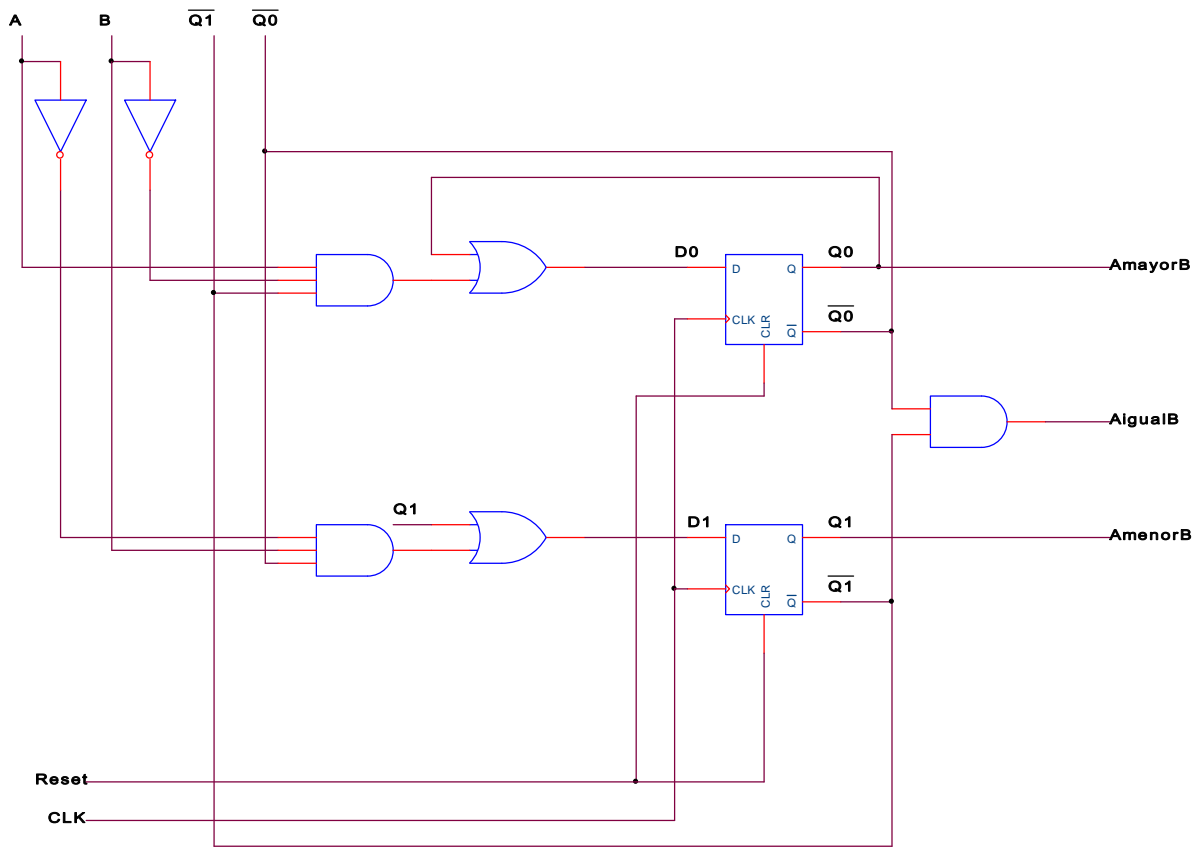 A B Q1 Q0
D0 D Q Q0 AmayorB
CLK CLR QI Q0
AigualB
Q1 D1 D Q Q1 AmenorB
CLK CLR QI Q1
Reset
CLK